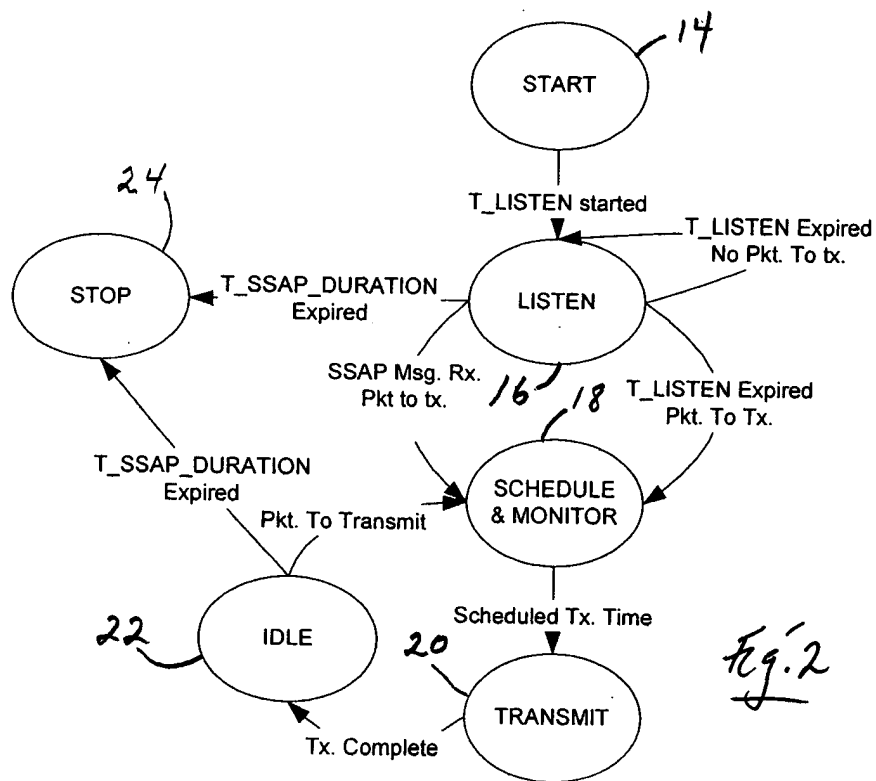 14
START
24
T_LISTEN started
T_LISTEN Expired
No Pkt. To tx.
STOP
T_SSAP_DURATION
Expired
LISTEN
SSAP Msg. Rx.
Pkt to tx.
16
18
T_LISTEN Expired
Pkt. To Tx.
T_SSAP_DURATION
Expired
SCHEDULE
& MONITOR
Pkt. To Transmit
22
IDLE
Scheduled Tx. Time
20
Fig. 2
TRANSMIT
Tx. Complete